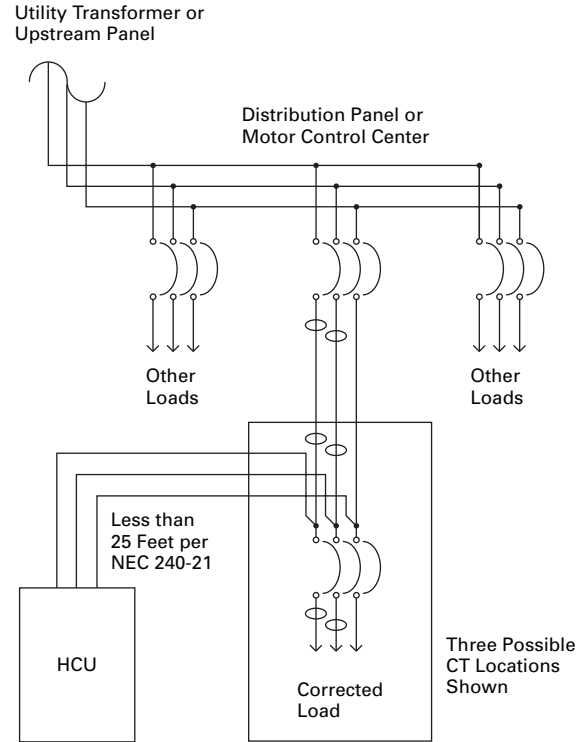 Utility Transformer or
Upstream Panel
Distribution Panel or
Motor Control Center
Other
Loads
Other
Loads
Less than
25 Feet per
NEC 240-21
HCU
Corrected
Load
Three Possible
CT Locations
Shown